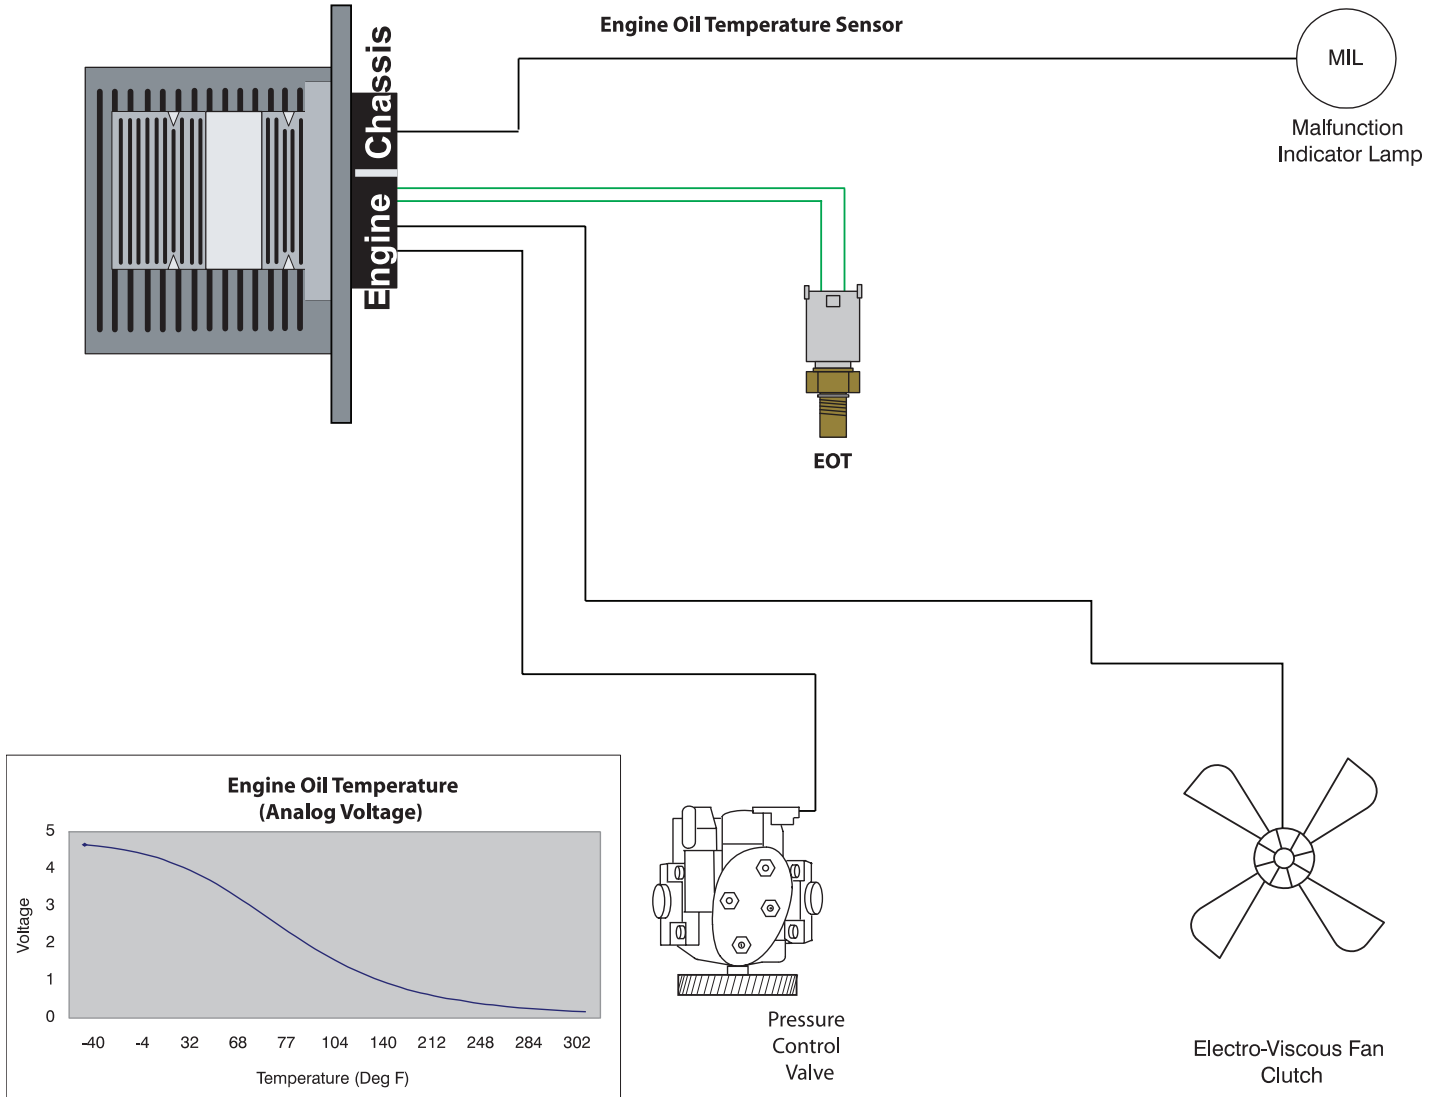 Engine Oil Temperature Sensor
MIL
Malfunction
Indicator Lamp
Chassis
Engine
EOT
Engine Oil Temperature
(Analog Voltage)
Voltage
5
4
3
2
1
0
-40 -4 32 68 77 104 140 212 248 284 302
Temperature (Deg F)
Pressure
Control
Valve
Electro-Viscous Fan
Clutch